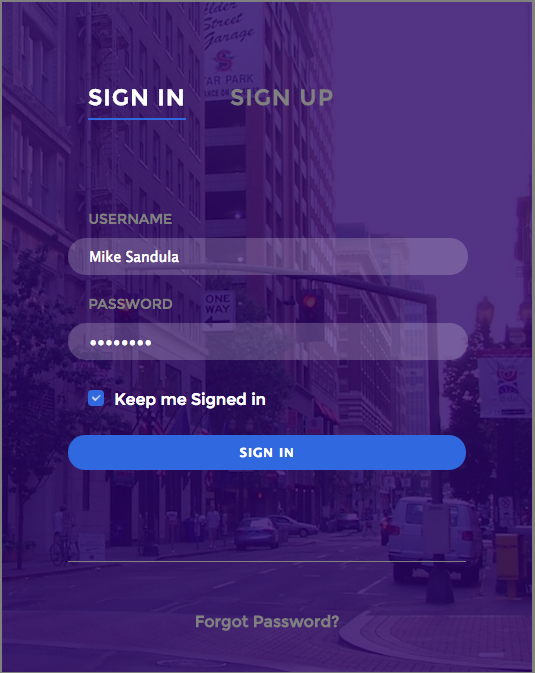 Street
Garage
STAR PARK
SIGN IN SIGN UP
USERNAME
Mike Sandula
ONE
WAY
PASSWORD
••••••••
Keep me Signed in
SIGN IN
Forgot Password?